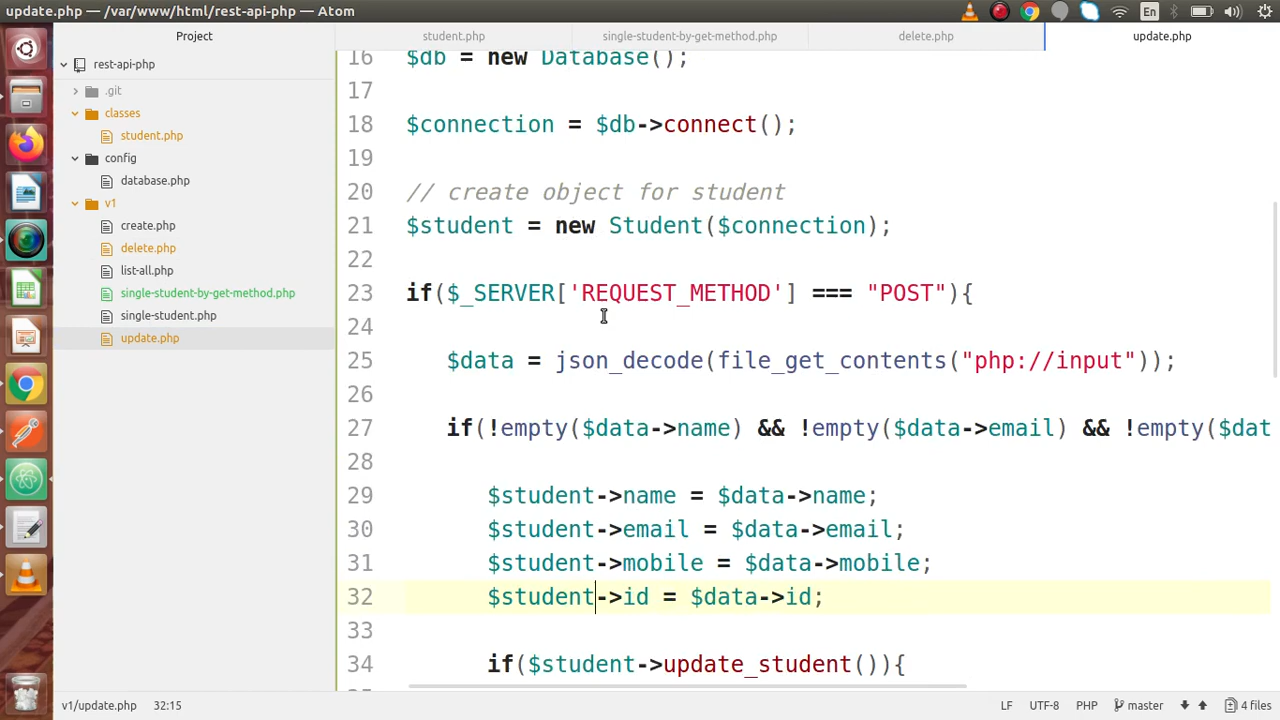 update.php — /var/www/html/rest-api-php — Atom
En
Project
student.php
single-student-by-get-method.php
delete.php
update.php
rest-api-php
.git
classes
student.php
config
database.php
v1
create.php
delete.php
list-all.php
single-student-by-get-method.php
single-student.php
update.php
16 $db = new Database();
17
18 $connection = $db->connect();
19
20 // create object for student
21 $student = new Student($connection);
22
23 if($_SERVER['REQUEST_METHOD'] === "POST"){
24
25 $data = json_decode(file_get_contents("php://input"));
26
27 if(!empty($data->name) && !empty($data->email) && !empty($dat
28
29 $student->name = $data->name;
30 $student->email = $data->email;
31 $student->mobile = $data->mobile;
32 $student->id = $data->id;
33
34 if($student->update_student()){
v1/update.php 32:15
LF UTF-8 PHP master 4 files